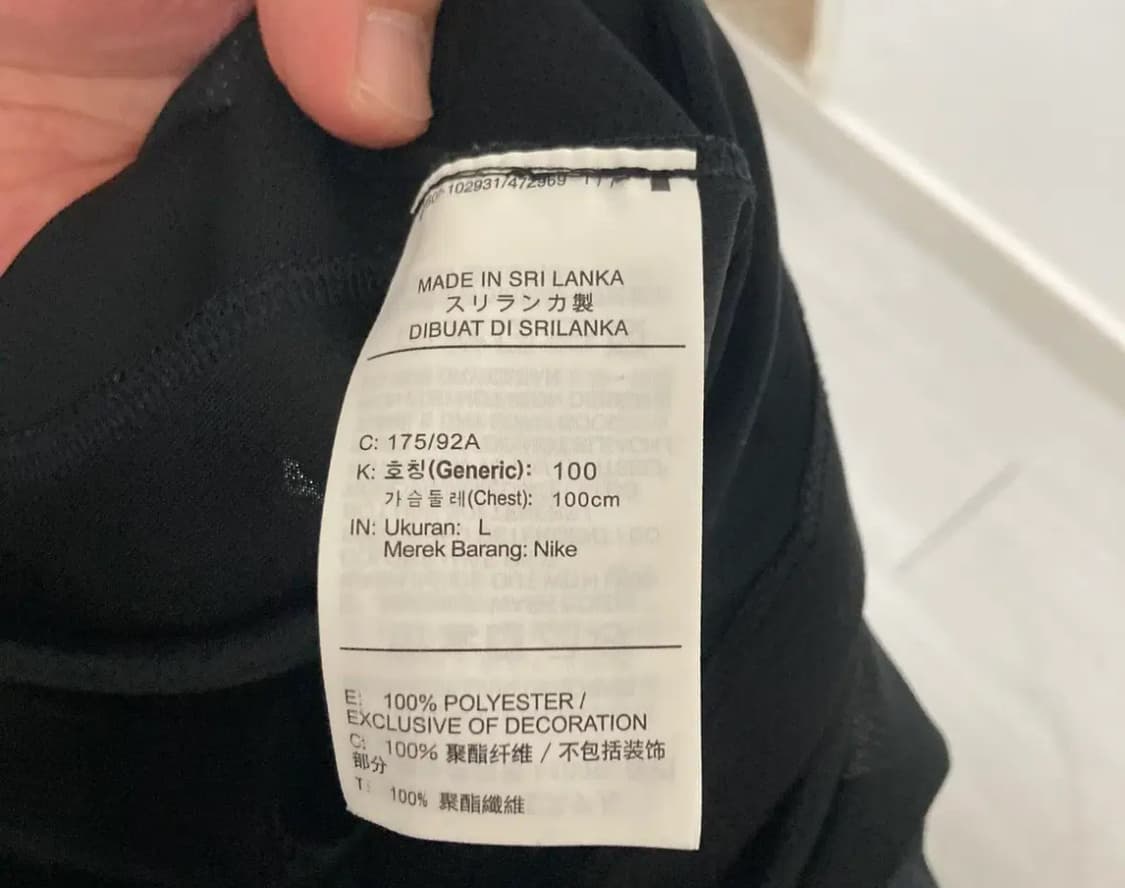 102931/472969
MADE IN SRI LANKA
スリランカ製
DIBUAT DI SRILANKA
C: 175/92A
K: 호칭(Generic): 100
가슴둘레(Chest): 100cm
IN: Ukuran: L
Merek Barang: Nike
E: 100% POLYESTER /
EXCLUSIVE OF DECORATION
C: 100% 聚酯纤维 / 不包括装饰
部分
T: 100% 聚酯纖維